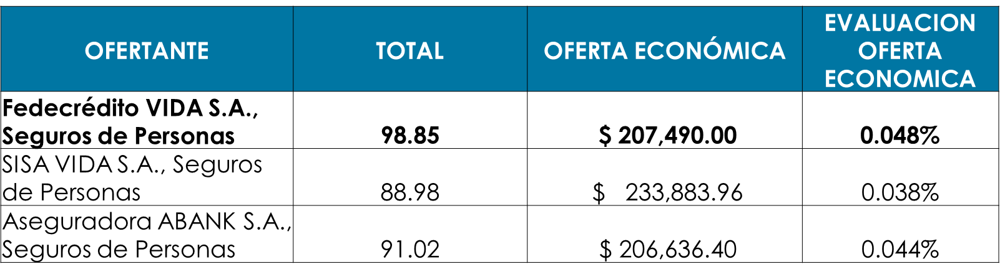 OFERTANTE TOTAL OFERTA ECONÓMICA EVALUACION OFERTA ECONOMICA
Fedecrédito VIDA S.A.,
Seguros de Personas 98.85 $ 207,490.00 0.048%
SISA VIDA S.A., Seguros
de Personas 88.98 $ 233,883.96 0.038%
Aseguradora ABANK S.A.,
Seguros de Personas 91.02 $ 206,636.40 0.044%